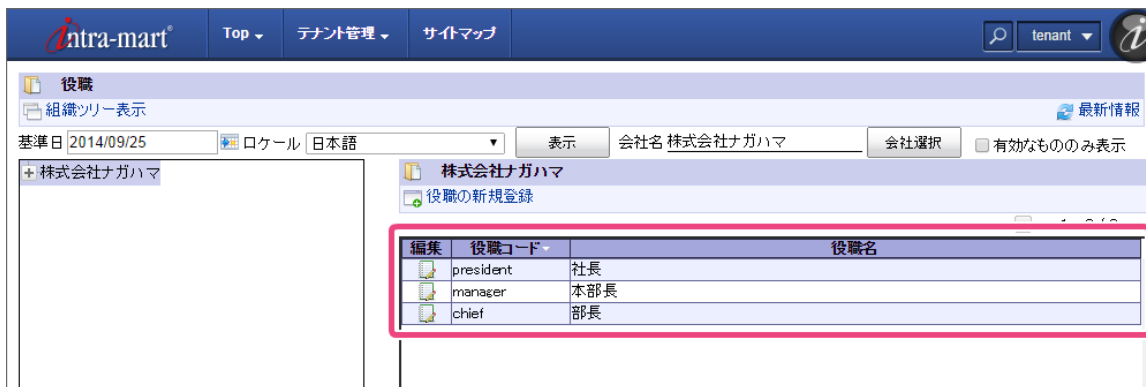 intra-mart® Top テナント管理 サイトマップ tenant
役職
組織ツリー表示 最新情報
基準日 2014/09/25 ロケール 日本語 表示 会社名 株式会社ナガハマ 会社選択 有効なもののみ表示
株式会社ナガハマ
株式会社ナガハマ
役職の新規登録
編集 役職コード 役職名
president 社長
manager 本部長
chief 部長